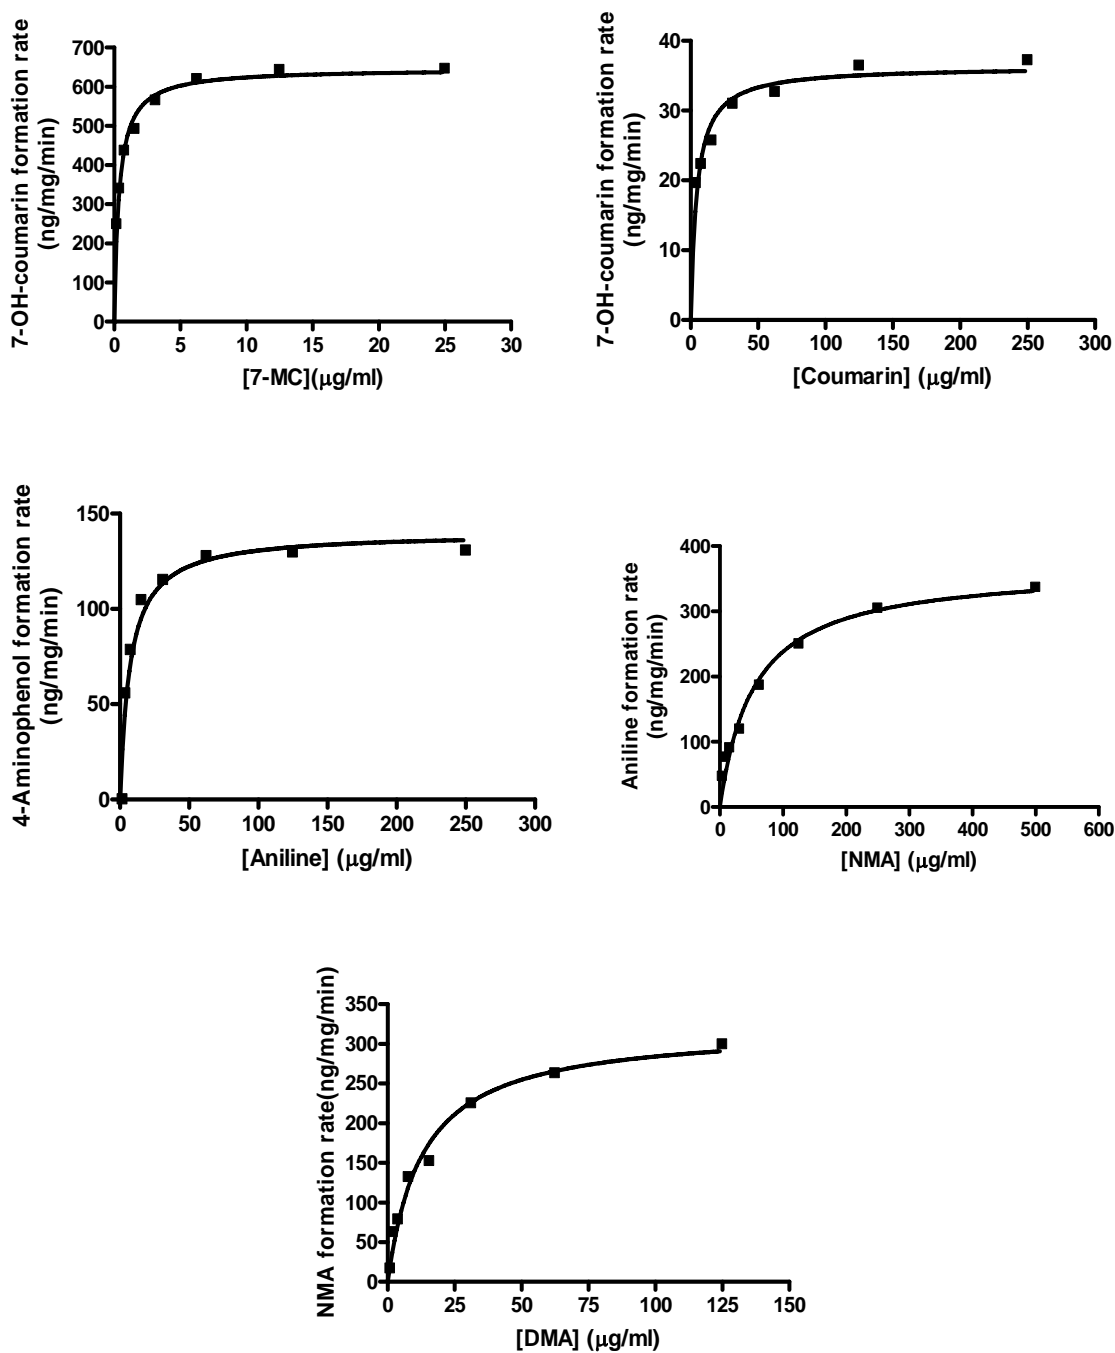 7-OH-coumarin formation rate
(ng/mg/min)
700
600
500
400
300
200
100
0
0 5 10 15 20 25 30
[7-MC](μg/ml)
7-OH-coumarin formation rate
(ng/mg/min)
40
30
20
10
0
0 50 100 150 200 250 300
[Coumarin] (μg/ml)
4-Aminophenol formation rate
(ng/mg/min)
150
100
50
0
0 50 100 150 200 250 300
[Aniline] (μg/ml)
Aniline formation rate
(ng/mg/min)
400
300
200
100
0
0 100 200 300 400 500 600
[NMA] (μg/ml)
NMA formation rate(ng/mg/min)
350
300
250
200
150
100
50
0
0 25 50 75 100 125 150
[DMA] (μg/ml)